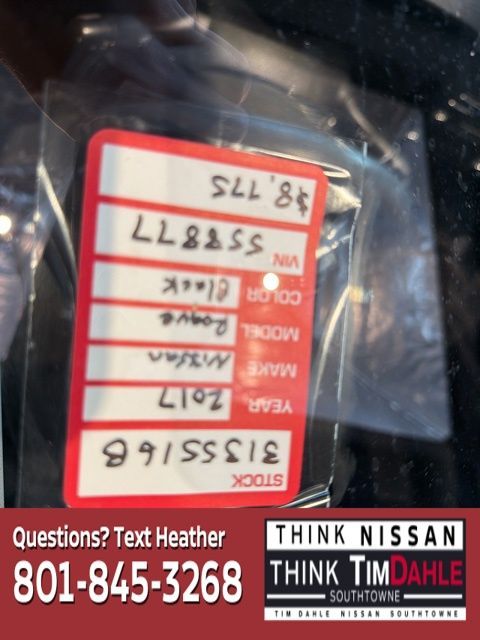 STOCK
3135516B
YEAR 2017
MAKE Nissan
MODEL Rogue
COLOR Black
VIN 558877
$8,775
Questions? Text Heather
801-845-3268
THINK NISSAN
THINK TIMDAHLE
SOUTHTOWNE
TIM DAHLE NISSAN SOUTHTOWNE